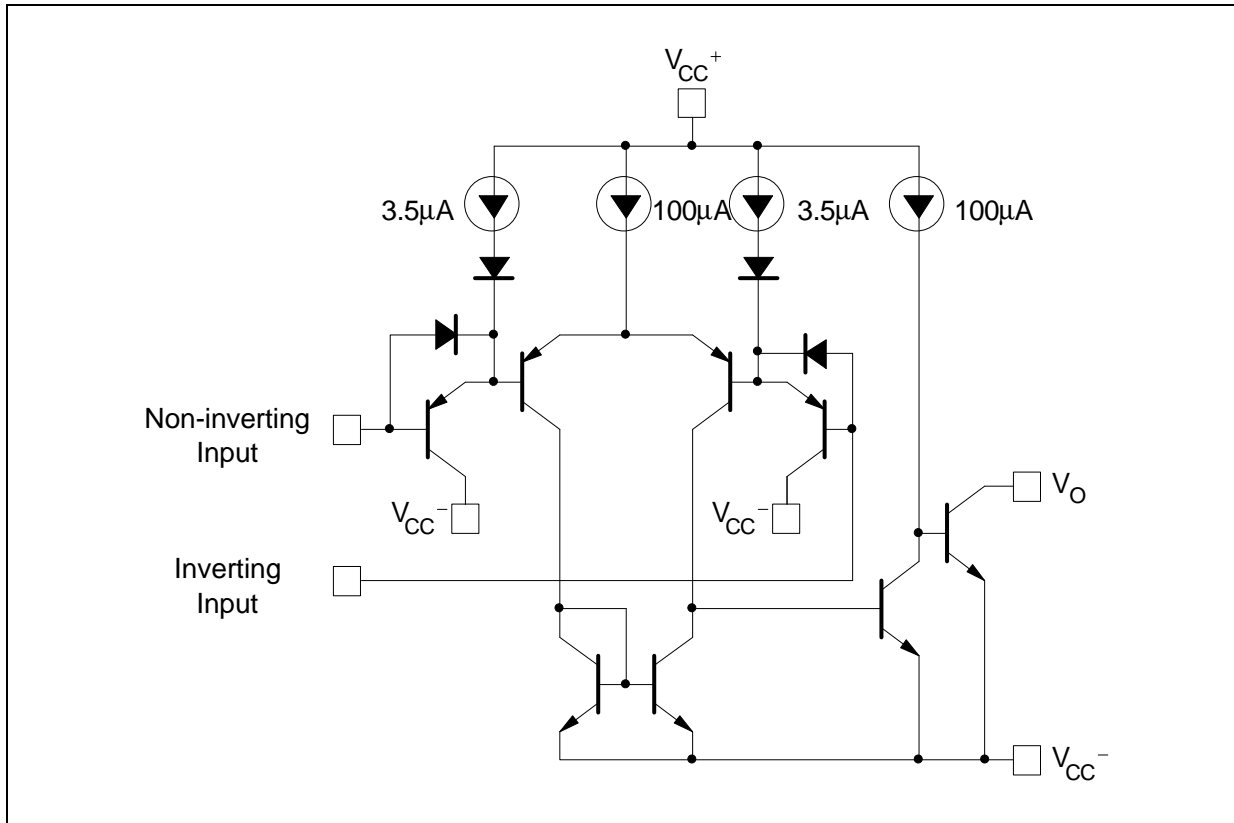 VCC+
3.5μA
100μA
3.5μA
100μA
Non-inverting
Input
VCC−
VCC−
VO
Inverting
Input
VCC−